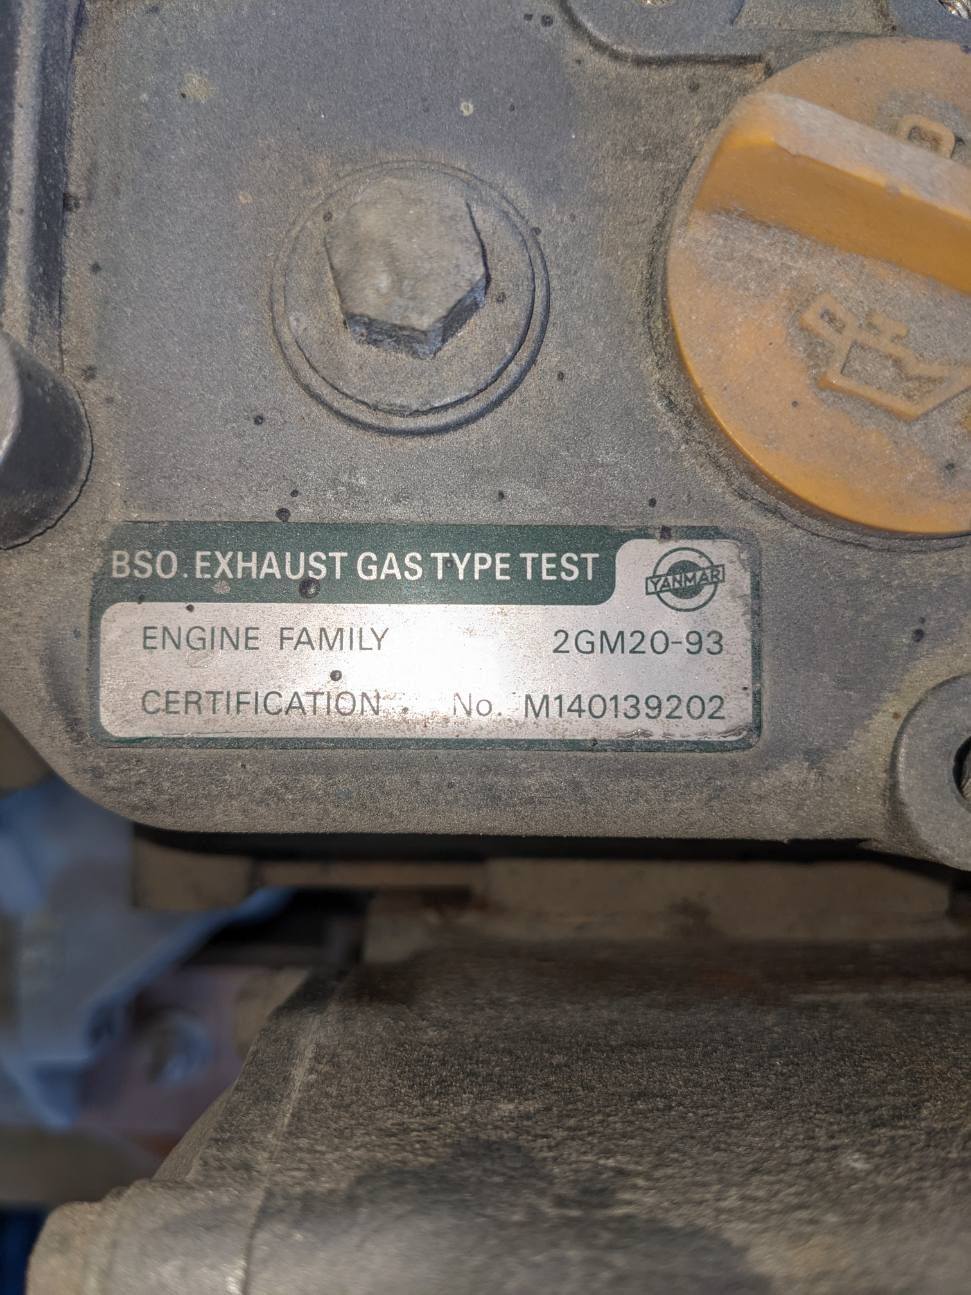 BSO.EXHAUST GAS TYPE TEST
YANMAR
ENGINE FAMILY 2GM20-93
CERTIFICATION. No. M140139202